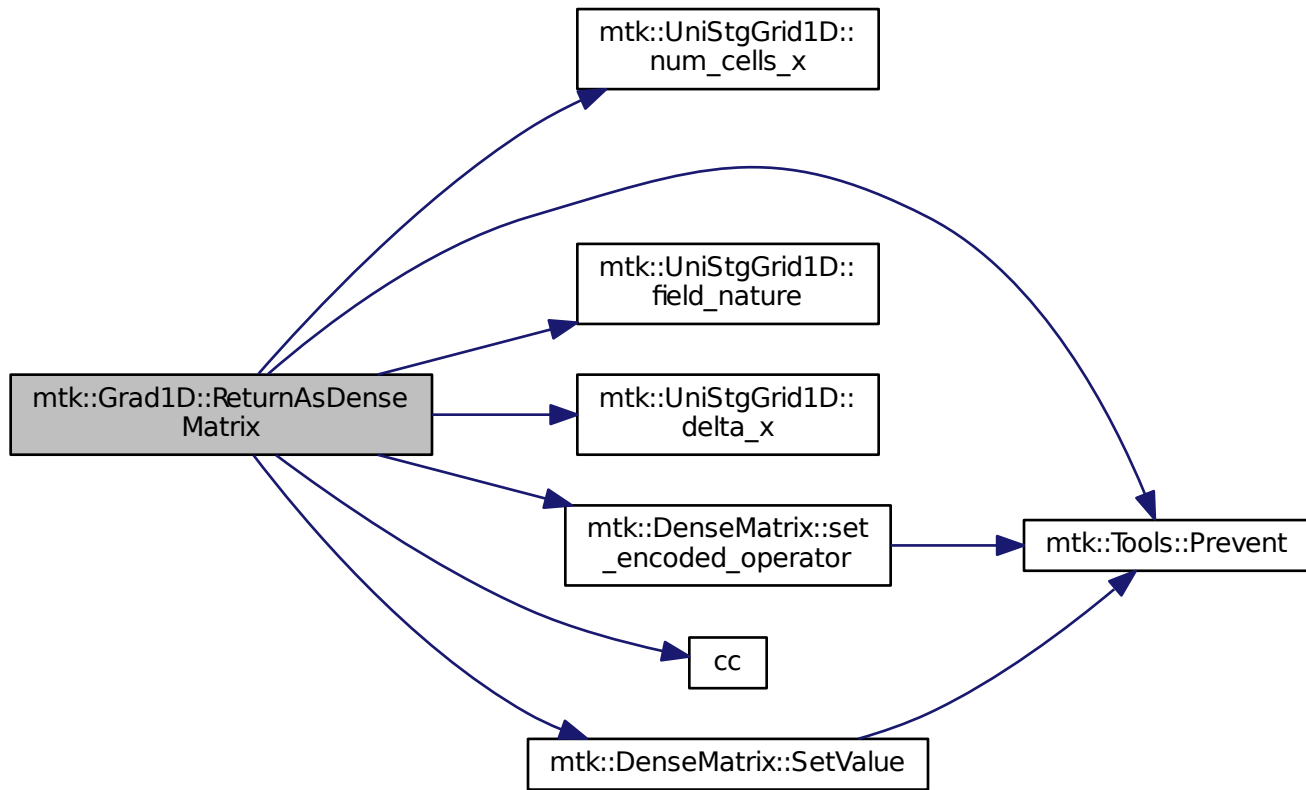 mtk::UniStgGrid1D::
num_cells_x
mtk::UniStgGrid1D::
field_nature
mtk::Grad1D::ReturnAsDense
Matrix
mtk::UniStgGrid1D::
delta_x
mtk::DenseMatrix::set
_encoded_operator
mtk::Tools::Prevent
cc
mtk::DenseMatrix::SetValue